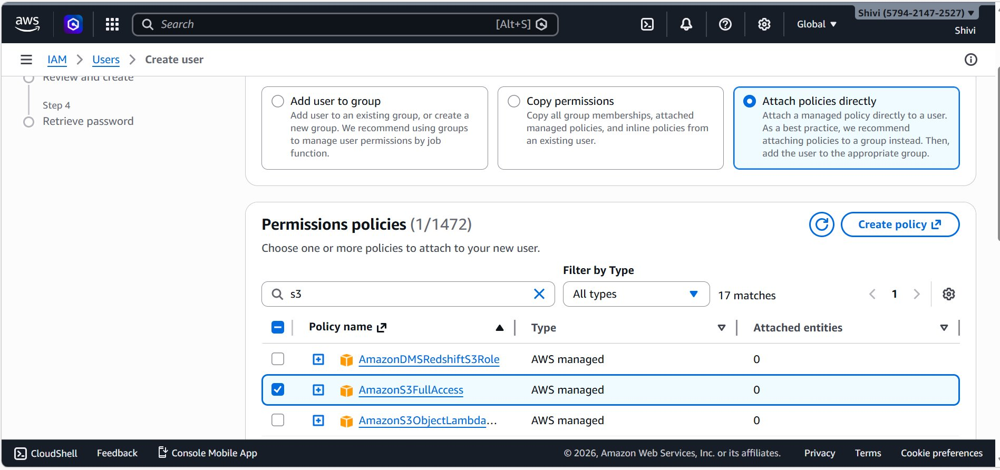 aws
Search [Alt+S]
Global
Shivi (5794-2147-2527)
Shivi
IAM
Users
Create user
Review and create
Step 4
Retrieve password
Add user to group
Add user to an existing group, or create a
new group. We recommend using groups
to manage user permissions by job
function.
Copy permissions
Copy all group memberships, attached
managed policies, and inline policies from
an existing user.
Attach policies directly
Attach a managed policy directly to a user.
As a best practice, we recommend
attaching policies to a group instead. Then,
add the user to the appropriate group.
Permissions policies (1/1472)
Create policy
Choose one or more policies to attach to your new user.
Filter by Type
s3
All types
17 matches
1
Policy name
Type
Attached entities
AmazonDMSRedshiftS3Role
AWS managed
0
AmazonS3FullAccess
AWS managed
0
AmazonS3ObjectLambda...
AWS managed
0
CloudShell
Feedback
Console Mobile App
© 2026, Amazon Web Services, Inc. or its affiliates.
Privacy
Terms
Cookie preferences